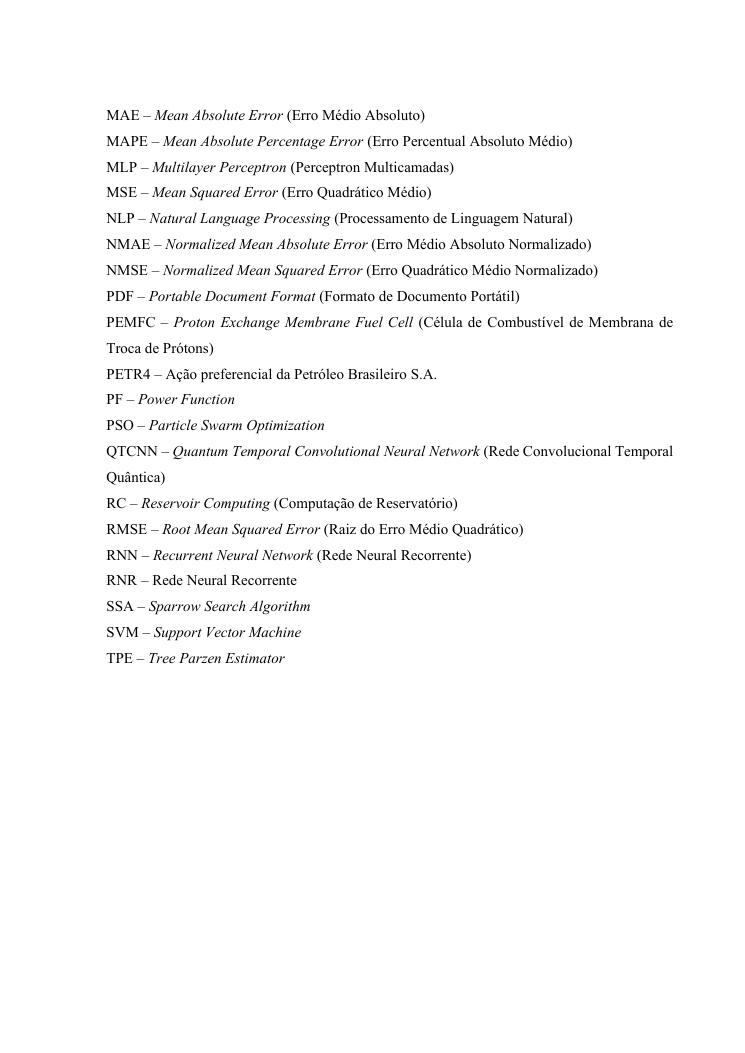 MAE – Mean Absolute Error (Erro Médio Absoluto)
MAPE – Mean Absolute Percentage Error (Erro Percentual Absoluto Médio)
MLP – Multilayer Perceptron (Perceptron Multicamadas)
MSE – Mean Squared Error (Erro Quadrático Médio)
NLP – Natural Language Processing (Processamento de Linguagem Natural)
NMAE – Normalized Mean Absolute Error (Erro Médio Absoluto Normalizado)
NMSE – Normalized Mean Squared Error (Erro Quadrático Médio Normalizado)
PDF – Portable Document Format (Formato de Documento Portátil)
PEMFC – Proton Exchange Membrane Fuel Cell (Célula de Combustível de Membrana de
Troca de Prótons)
PETR4 – Ação preferencial da Petróleo Brasileiro S.A.
PF – Power Function
PSO – Particle Swarm Optimization
QTCNN – Quantum Temporal Convolutional Neural Network (Rede Convolucional Temporal
Quântica)
RC – Reservoir Computing (Computação de Reservatório)
RMSE – Root Mean Squared Error (Raiz do Erro Médio Quadrático)
RNN – Recurrent Neural Network (Rede Neural Recorrente)
RNR – Rede Neural Recorrente
SSA – Sparrow Search Algorithm
SVM – Support Vector Machine
TPE – Tree Parzen Estimator